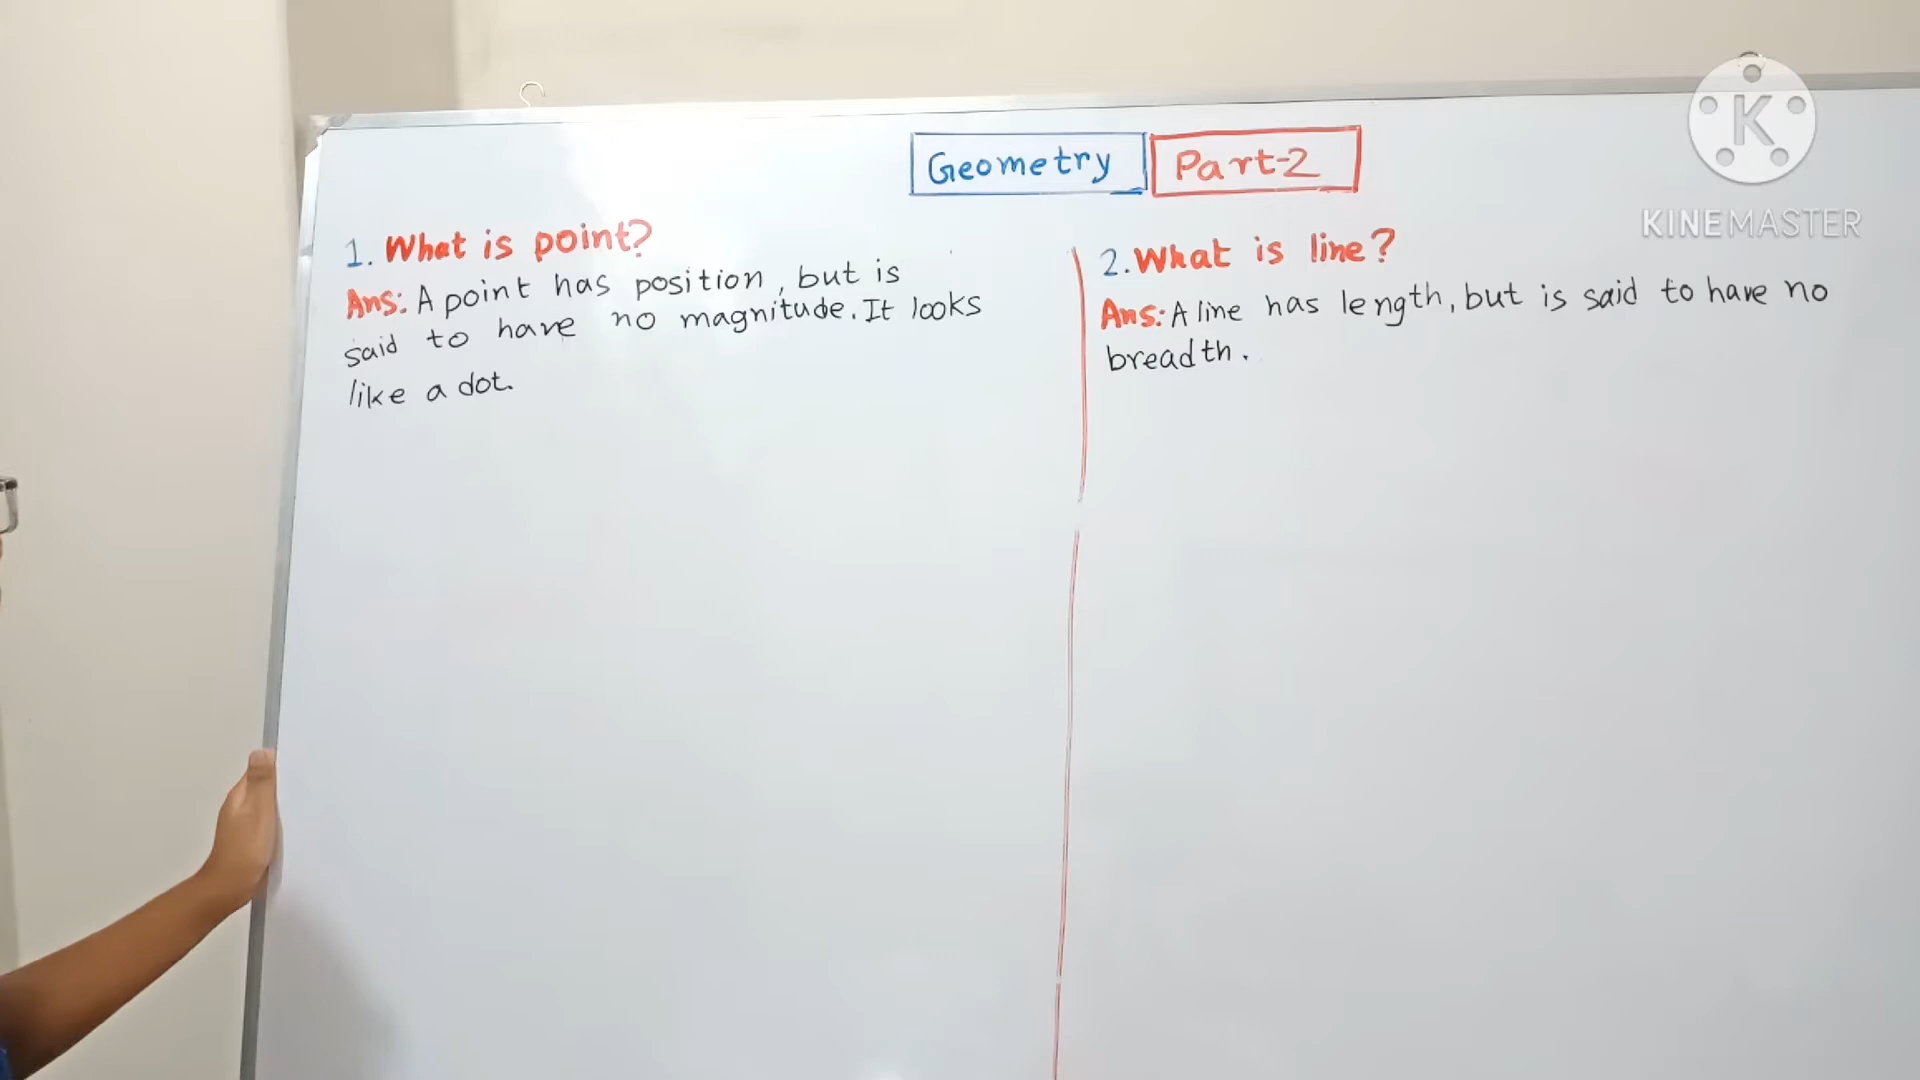 Geometry Part-2
1. What is point?
Ans: A point has position, but is
said to have no magnitude. It looks
like a dot.
2. What is line?
Ans: A line has length, but is said to have no
breadth.
K
KINEMASTER